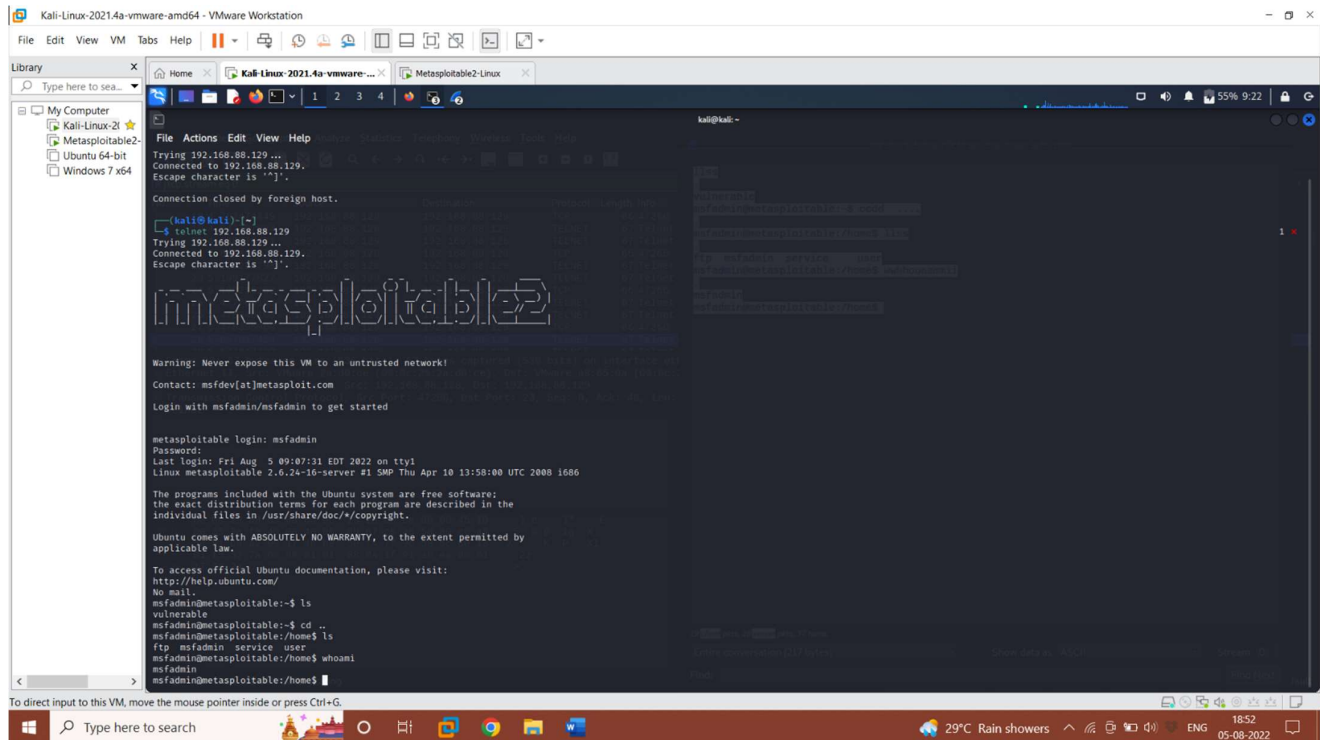 Kali-Linux-2021.4a-vmware-amd64 - VMware Workstation
File Edit View VM Tabs Help
Library X
Home Kali-Linux-2021.4a-vmware-... Metasploitable2-Linux
Type here to sea...
1 2 3 4
55% 9:22
My Computer
Kali-Linux-2(
Metasploitable2-
Ubuntu 64-bit
Windows 7 x64
kali@kali: ~
File Actions Edit View Help
Trying 192.168.88.129 ...
Connected to 192.168.88.129.
Escape character is '^]'.
Connection closed by foreign host.
┌──(kali㉿kali)-[~]
└─$ telnet 192.168.88.129
Trying 192.168.88.129 ...
Connected to 192.168.88.129.
Escape character is '^]'.
metasploitable2
Warning: Never expose this VM to an untrusted network!
Contact: msfdev[at]metasploit.com
Login with msfadmin/msfadmin to get started
metasploitable login: msfadmin
Password:
Last login: Fri Aug  5 09:07:31 EDT 2022 on tty1
Linux metasploitable 2.6.24-16-server #1 SMP Thu Apr 10 13:58:00 UTC 2008 i686
The programs included with the Ubuntu system are free software;
the exact distribution terms for each program are described in the
individual files in /usr/share/doc/*/copyright.
Ubuntu comes with ABSOLUTELY NO WARRANTY, to the extent permitted by
applicable law.
To access official Ubuntu documentation, please visit:
http://help.ubuntu.com/
No mail.
msfadmin@metasploitable:~$ ls
vulnerable
msfadmin@metasploitable:~$ cd ..
msfadmin@metasploitable:/home$ ls
ftp  msfadmin  service  user
msfadmin@metasploitable:/home$ whoami
msfadmin
msfadmin@metasploitable:/home$
1
To direct input to this VM, move the mouse pointer inside or press Ctrl+G.
Type here to search
29°C Rain showers
ENG
18:52
05-08-2022